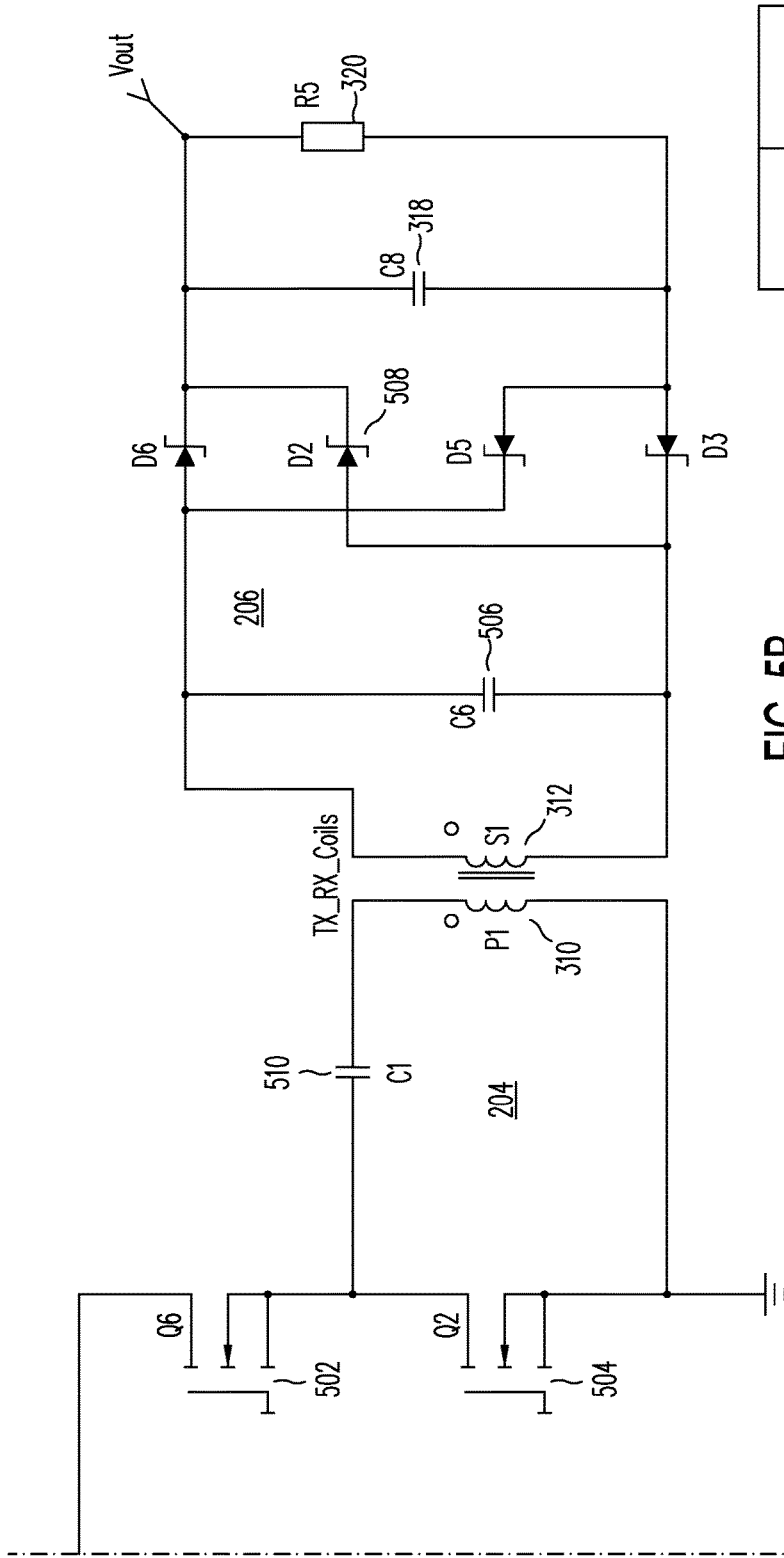 Vout
R5
320
C8
318
D6
D2
508
D5
D3
206
C6
506
TX_RX_Coils
S1
312
P1
310
510
C1
204
Q6
502
Q2
504
FIG. 5B